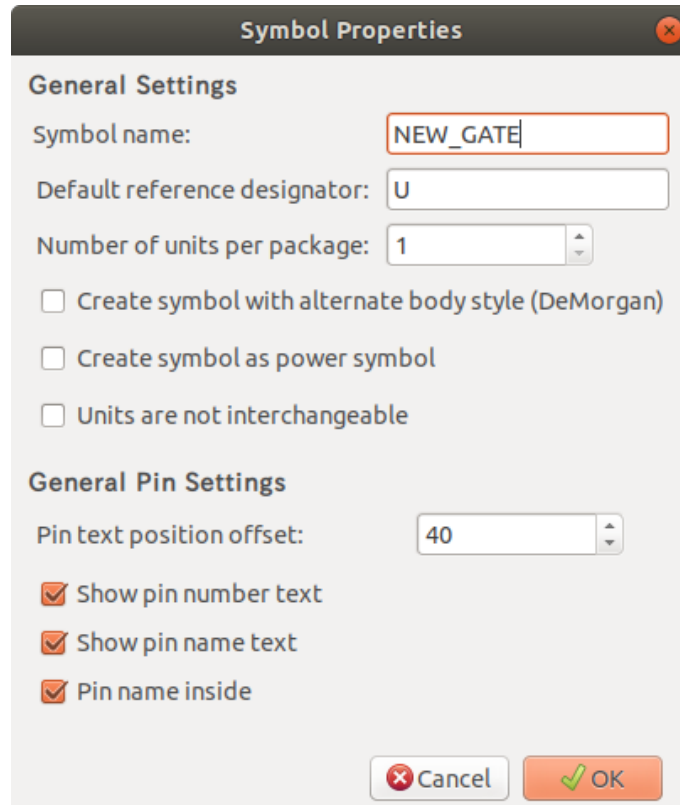 Symbol Properties
General Settings
Symbol name: NEW_GATE
Default reference designator: U
Number of units per package: 1
Create symbol with alternate body style (DeMorgan)
Create symbol as power symbol
Units are not interchangeable
General Pin Settings
Pin text position offset: 40
Show pin number text
Show pin name text
Pin name inside
Cancel OK